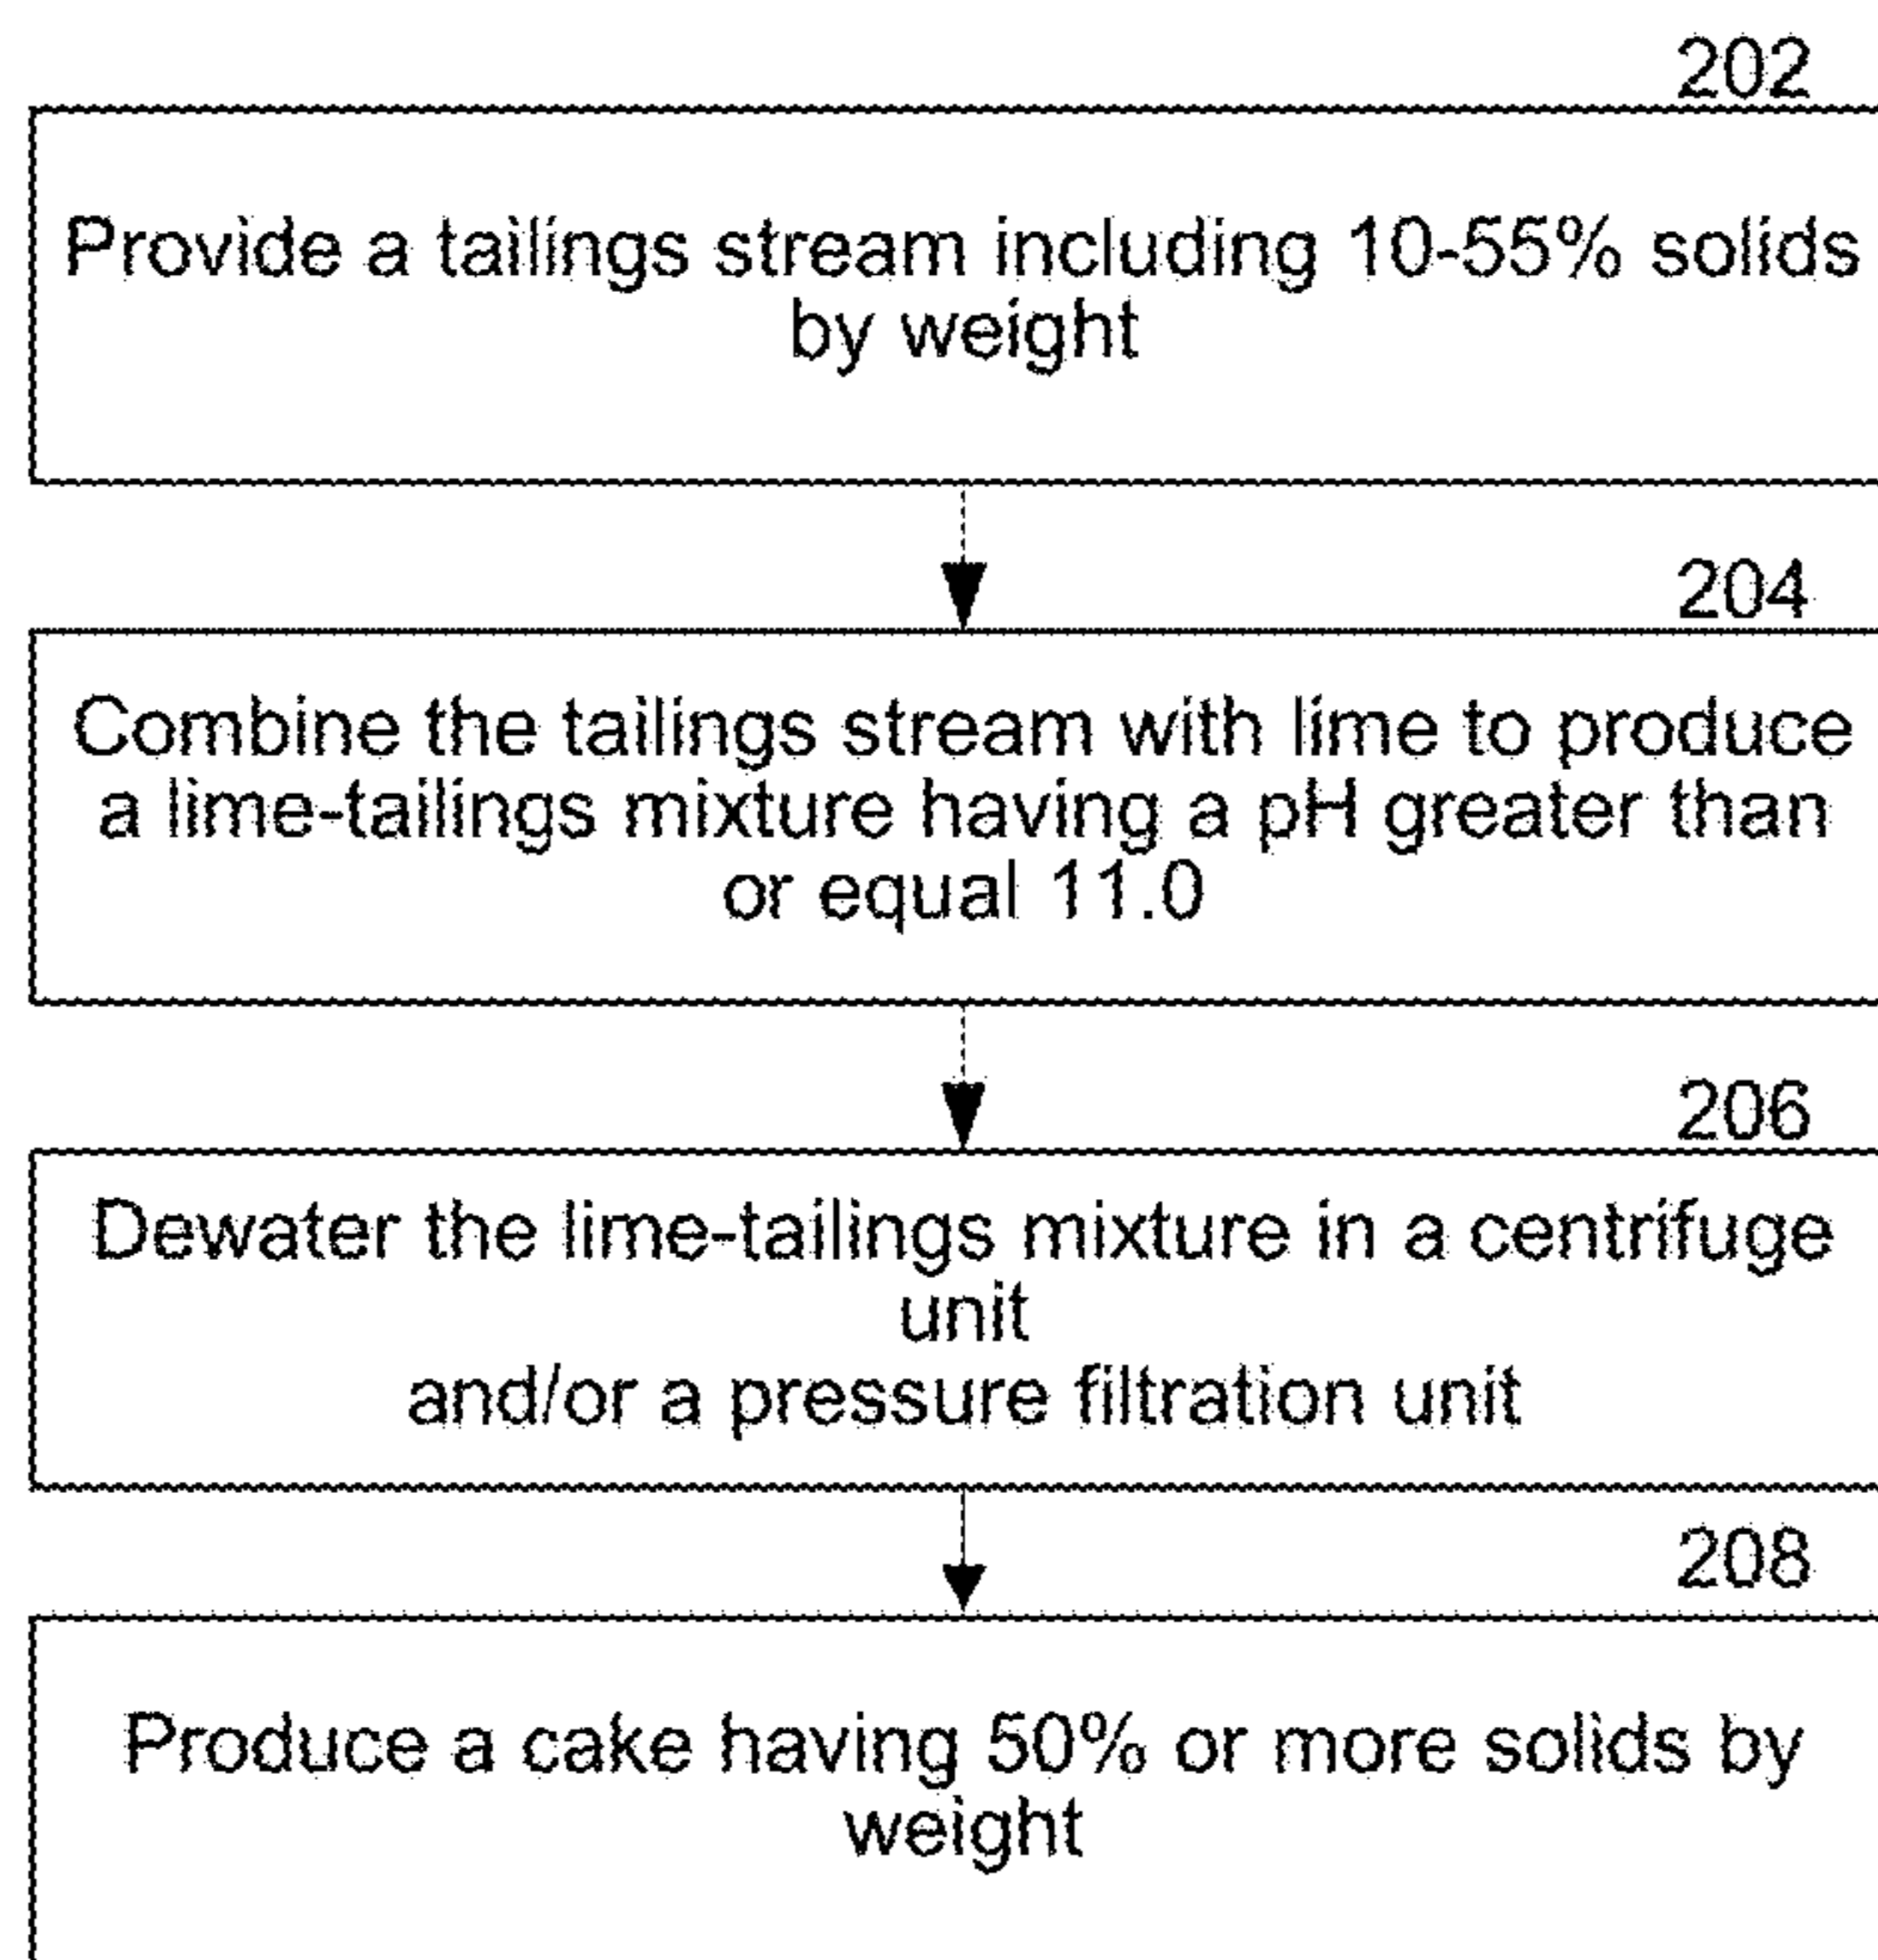 202
Provide a tailings stream including 10-55% solids
by weight
204
Combine the tailings stream with lime to produce
a lime-tailings mixture having a pH greater than
or equal 11.0
206
Dewater the lime-tailings mixture in a centrifuge
unit
and/or a pressure filtration unit
208
Produce a cake having 50% or more solids by
weight